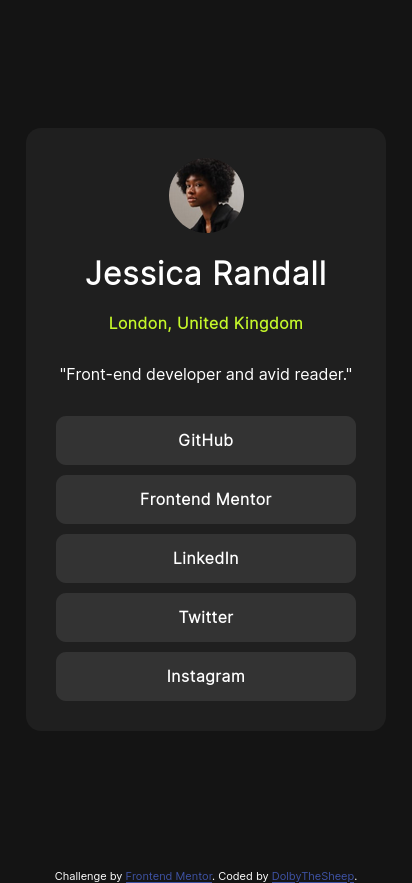 Jessica Randall
London, United Kingdom
"Front-end developer and avid reader."
GitHub
Frontend Mentor
LinkedIn
Twitter
Instagram
Challenge by Frontend Mentor. Coded by DolbyTheSheep.